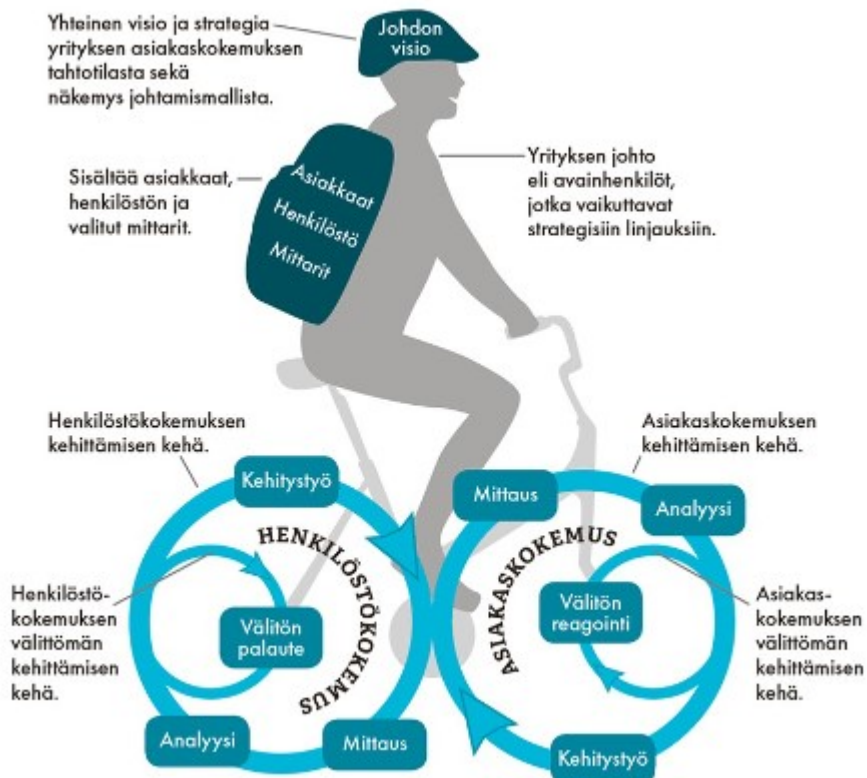 Yhteinen visio ja strategia
yrityksen asiakaskokemuksen
tahtotilasta sekä
näkemys johtamismallista.
Johdon
visio
Sisältää asiakkaat,
henkilöstön ja
valitut mittarit.
Asiakkaat
Henkilöstö
Mittarit
Yrityksen johto
eli avainhenkilöt,
jotka vaikuttavat
strategisiin linjauksiin.
Henkilöstökokemuksen
kehittämisen kehä.
Asiakaskokemuksen
kehittämisen kehä.
Kehitystyö
HENKILÖSTÖKOKEMUS
Henkilöstö-
kokemuksen
välittömän
kehittämisen
kehä.
Välitön
palaute
Analyysi
Mittaus
Mittaus
Analyysi
ASIAKASKOKEMUS
Välitön
reagointi
Asiakas-
kokemuksen
välittömän
kehittämisen
kehä.
Kehitystyö